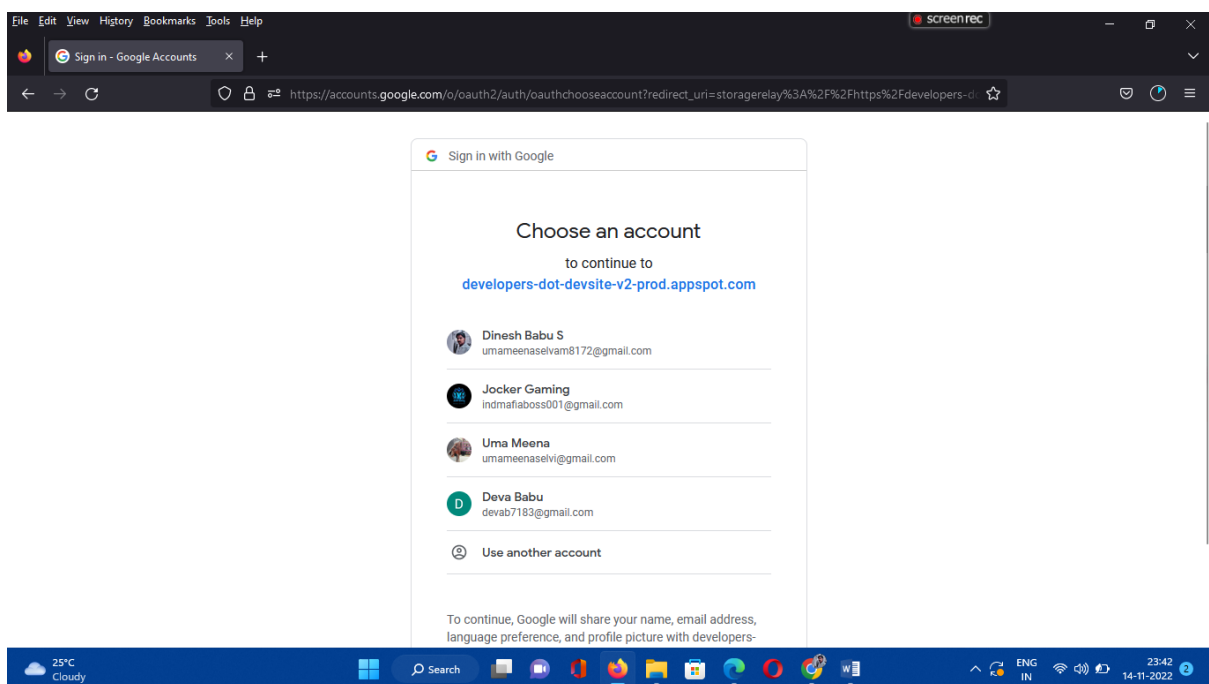 File Edit View History Bookmarks Tools Help
screenrec
Sign in - Google Accounts
https://accounts.google.com/o/oauth2/auth/oauthchooseaccount?redirect_uri=storagerelay%3A%2F%2Fhttps%2Fdevelopers-d
G Sign in with Google
Choose an account
to continue to
developers-dot-devsite-v2-prod.appspot.com
Dinesh Babu S
umameenaselvam8172@gmail.com
Jocker Gaming
indmafiaboss001@gmail.com
Uma Meena
umameenaselvi@gmail.com
D
Deva Babu
devab7183@gmail.com
Use another account
To continue, Google will share your name, email address,
language preference, and profile picture with developers-
25°C
Cloudy
Search
W
ENG
IN
23:42
14-11-2022
2